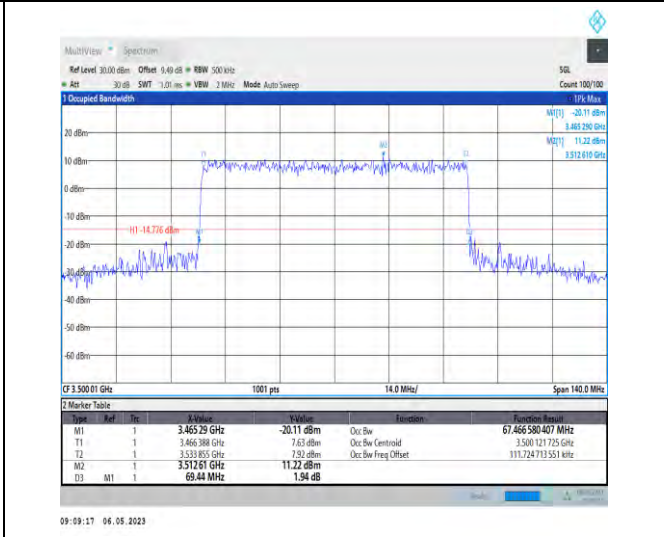 MultiView Spectrum
Ref Level 30.00 dBm Offset 9.49 dB RBW 500 kHz SGL
Att 30 dB SWT 1.01 ms VBW 2 MHz Mode Auto Sweep Count 100/100
1 Occupied Bandwidth 1Pk Max
M1[1] -20.11 dBm
3.465 290 GHz
M2[1] 11.22 dBm
3.512 610 GHz
20 dBm
10 dBm
0 dBm
-10 dBm
H1 -14.776 dBm
-20 dBm
-30 dBm
-40 dBm
-50 dBm
-60 dBm
M2
T1
M1
CF 3.500 01 GHz 1001 pts 14.0 MHz/ Span 140.0 MHz
2 Marker Table
Type Ref Trc X-Value Y-Value Function Function Result
M1 1 3.465 29 GHz -20.11 dBm Occ Bw 67.466 580 407 MHz
T1 1 3.466 388 GHz 7.63 dBm Occ Bw Centroid 3.500 121 725 GHz
T2 1 3.533 855 GHz 7.92 dBm Occ Bw Freq Offset 111.724 713 551 kHz
M2 1 3.512 61 GHz 11.22 dBm
D3 M1 1 69.44 MHz 1.94 dB
09:09:17 06.05.2023